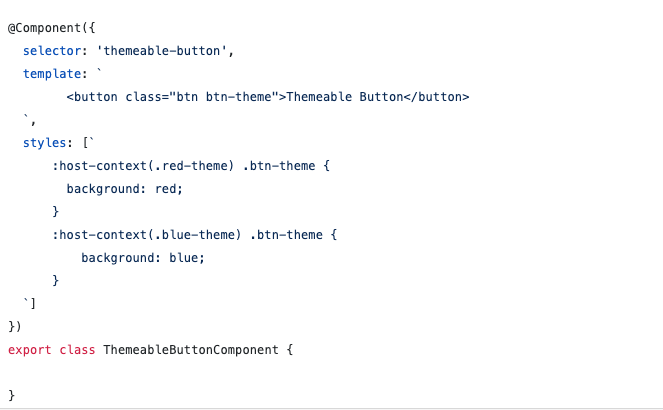 @Component({
  selector: 'themeable-button',
  template: `
        <button class="btn btn-theme">Themeable Button</button>
  `,
  styles: [`
      :host-context(.red-theme) .btn-theme {
        background: red;
      }
      :host-context(.blue-theme) .btn-theme {
          background: blue;
      }
  `]
})
export class ThemeableButtonComponent {

}